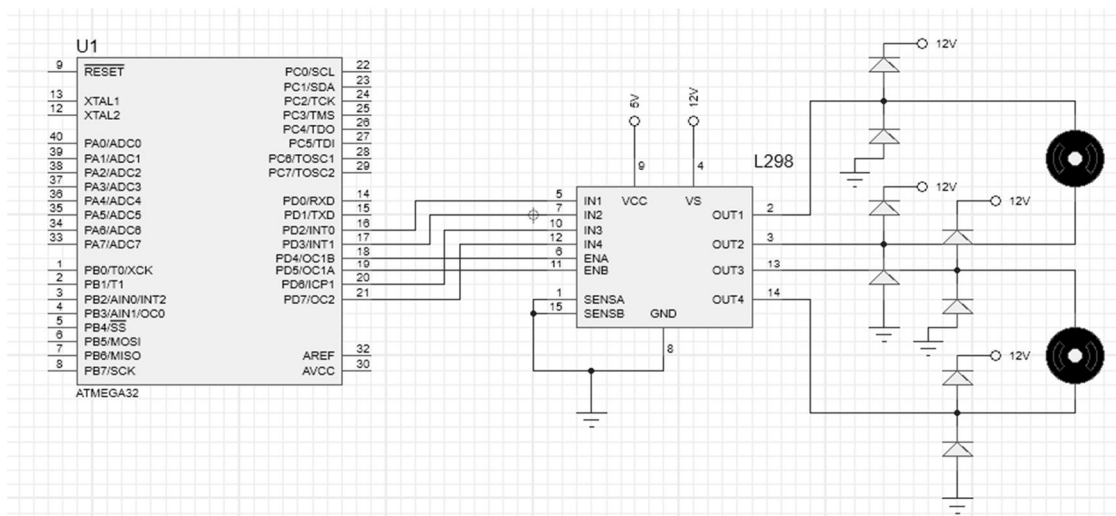 U1
9 RESET
13 XTAL1
12 XTAL2
40 PA0/ADC0
39 PA1/ADC1
38 PA2/ADC2
37 PA3/ADC3
36 PA4/ADC4
35 PA5/ADC5
34 PA6/ADC6
33 PA7/ADC7
1 PB0/T0/XCK
2 PB1/T1
3 PB2/AIN0/INT2
4 PB3/AIN1/OC0
5 PB4/SS
6 PB5/MOSI
7 PB6/MISO
8 PB7/SCK
PC0/SCL 22
PC1/SDA 23
PC2/TCK 24
PC3/TMS 25
PC4/TDO 26
PC5/TDI 27
PC6/TOSC1 28
PC7/TOSC2 29
PD0/RXD 14
PD1/TXD 15
PD2/INT0 16
PD3/INT1 17
PD4/OC1B 18
PD5/OC1A 19
PD6/ICP1 20
PD7/OC2 21
AREF 32
AVCC 30
ATMEGA32
5V
12V
9
4
L298
5 IN1
7 IN2
10 IN3
12 IN4
6 ENA
11 ENB
1 SENSA
15 SENSB
VCC
VS
GND
8
OUT1 2
OUT2 3
OUT3 13
OUT4 14
12V
12V
12V
12V